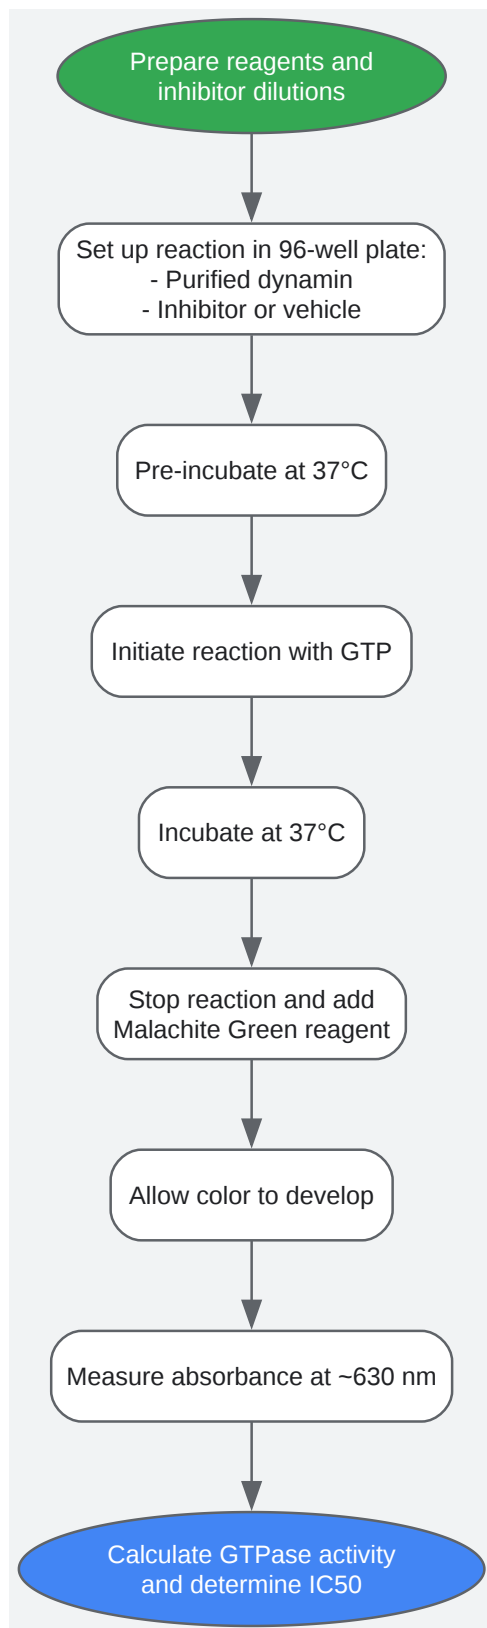 Prepare reagents and
inhibitor dilutions
Set up reaction in 96-well plate:
- Purified dynamin
- Inhibitor or vehicle
Pre-incubate at 37°C
Initiate reaction with GTP
Incubate at 37°C
Stop reaction and add
Malachite Green reagent
Allow color to develop
Measure absorbance at ~630 nm
Calculate GTPase activity
and determine IC50